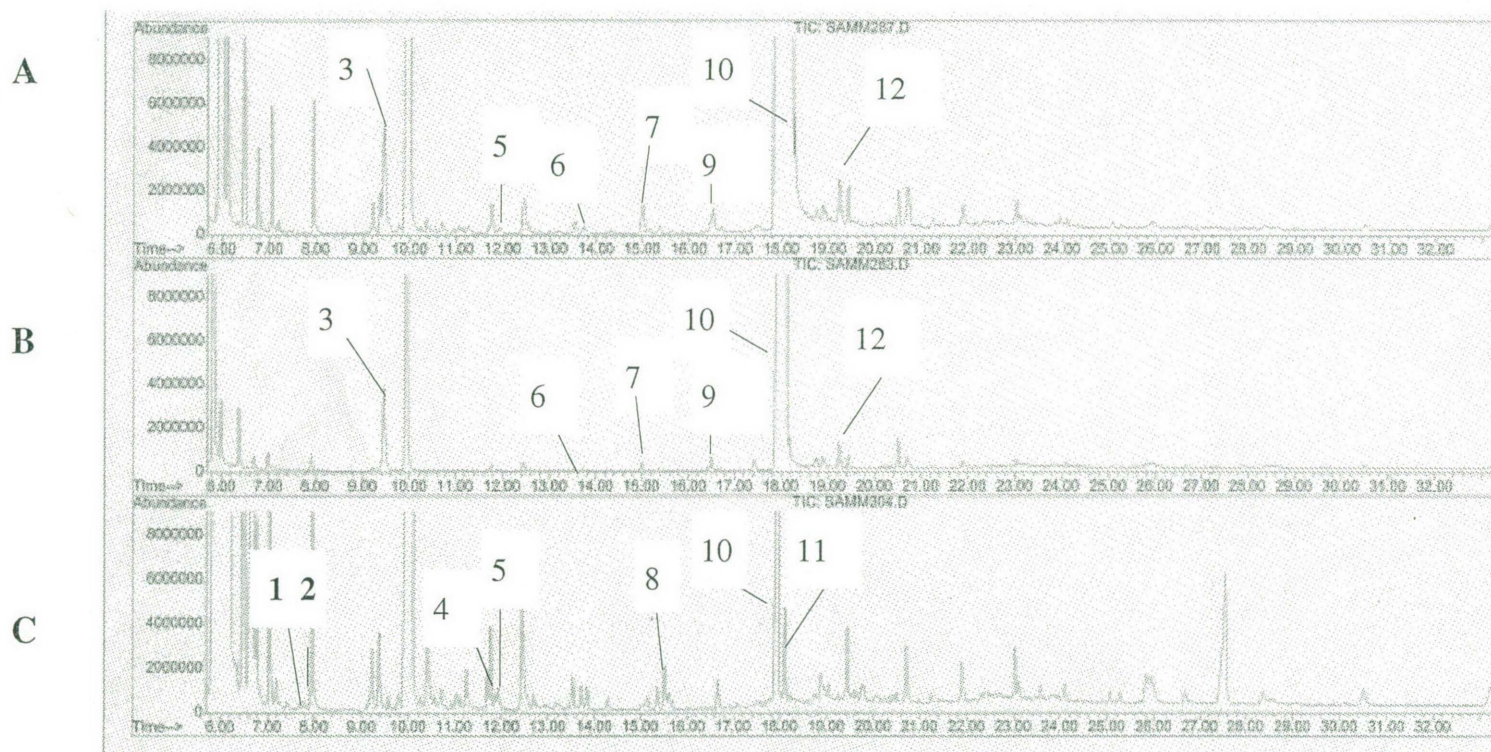 Abundance TIC: SAMM287.D
A
8000000
6000000
4000000
2000000
0
3 5 6 7 9 10 12
Time--> 6.00 7.00 8.00 9.00 10.00 11.00 12.00 13.00 14.00 15.00 16.00 17.00 18.00 19.00 20.00 21.00 22.00 23.00 24.00 25.00 26.00 27.00 28.00 29.00 30.00 31.00 32.00
Abundance TIC: SAMM283.D
B
8000000
6000000
4000000
2000000
0
3 6 7 9 10 12
Time--> 6.00 7.00 8.00 9.00 10.00 11.00 12.00 13.00 14.00 15.00 16.00 17.00 18.00 19.00 20.00 21.00 22.00 23.00 24.00 25.00 26.00 27.00 28.00 29.00 30.00 31.00 32.00
Abundance TIC: SAMM304.D
C
8000000
6000000
4000000
2000000
0
1 2 4 5 8 10 11
Time--> 6.00 7.00 8.00 9.00 10.00 11.00 12.00 13.00 14.00 15.00 16.00 17.00 18.00 19.00 20.00 21.00 22.00 23.00 24.00 25.00 26.00 27.00 28.00 29.00 30.00 31.00 32.00